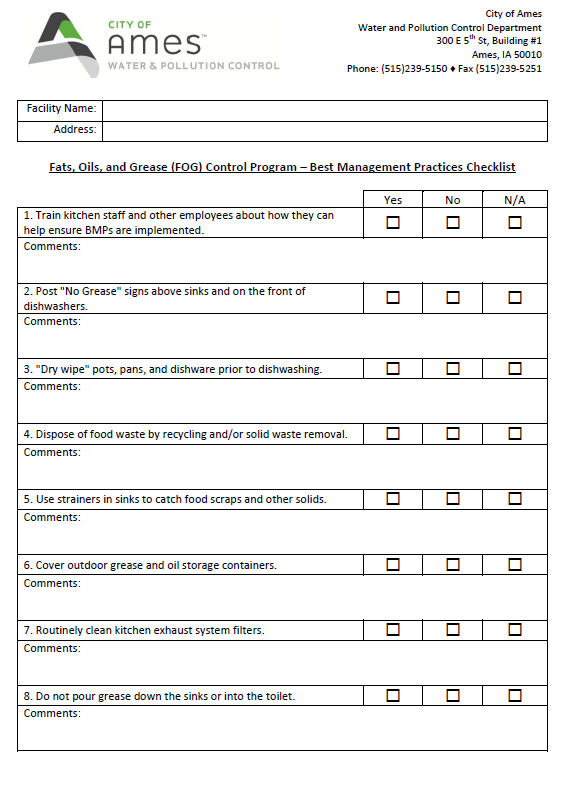 CITY OF
AMES™
WATER & POLLUTION CONTROL
City of Ames
Water and Pollution Control Department
300 E 5th St, Building #1
Ames, IA 50010
Phone: (515)239-5150 ♦ Fax (515)239-5251
Facility Name:
Address:
Fats, Oils, and Grease (FOG) Control Program – Best Management Practices Checklist
Yes No N/A
1. Train kitchen staff and other employees about how they can
help ensure BMPs are implemented.
Comments:
2. Post "No Grease" signs above sinks and on the front of
dishwashers.
Comments:
3. "Dry wipe" pots, pans, and dishware prior to dishwashing.
Comments:
4. Dispose of food waste by recycling and/or solid waste removal.
Comments:
5. Use strainers in sinks to catch food scraps and other solids.
Comments:
6. Cover outdoor grease and oil storage containers.
Comments:
7. Routinely clean kitchen exhaust system filters.
Comments:
8. Do not pour grease down the sinks or into the toilet.
Comments: